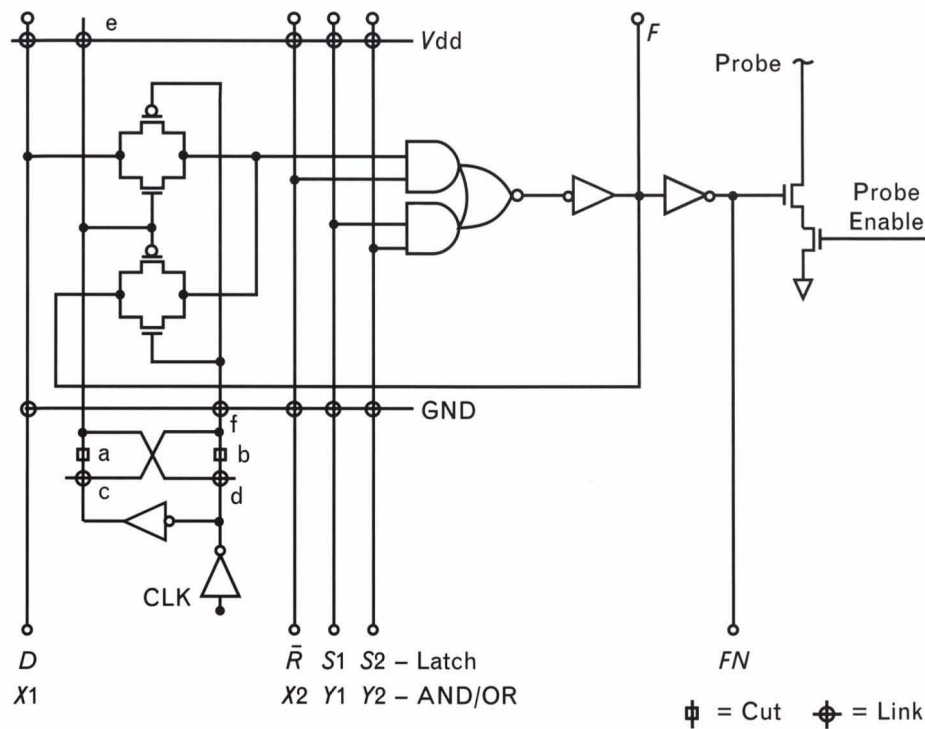 e
Vdd
F
Probe
Probe
Enable
GND
f
a
b
c
d
CLK
D
R̄ S1 S2 – Latch
FN
X1
X2 Y1 Y2 – AND/OR
= Cut = Link